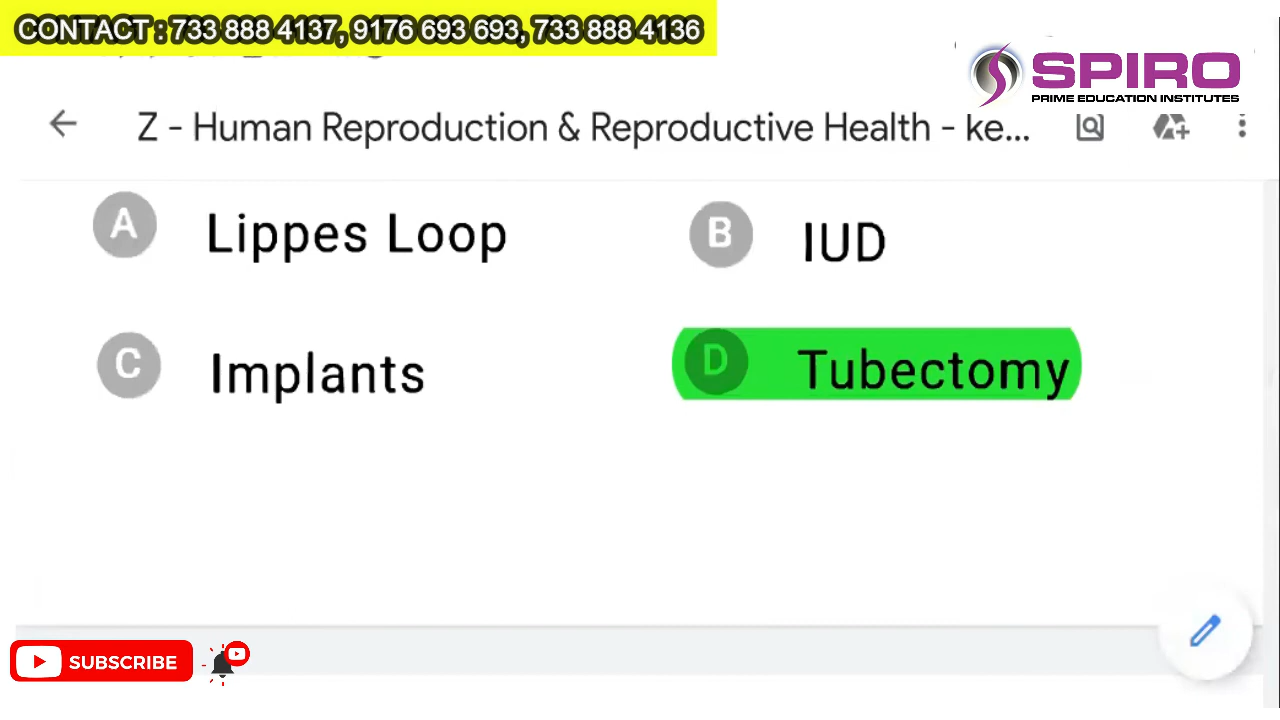 CONTACT : 733 888 4137, 9176 693 693, 733 888 4136
SPIRO
PRIME EDUCATION INSTITUTES
Z - Human Reproduction & Reproductive Health - ke...
A Lippes Loop
B IUD
C Implants
D Tubectomy
SUBSCRIBE